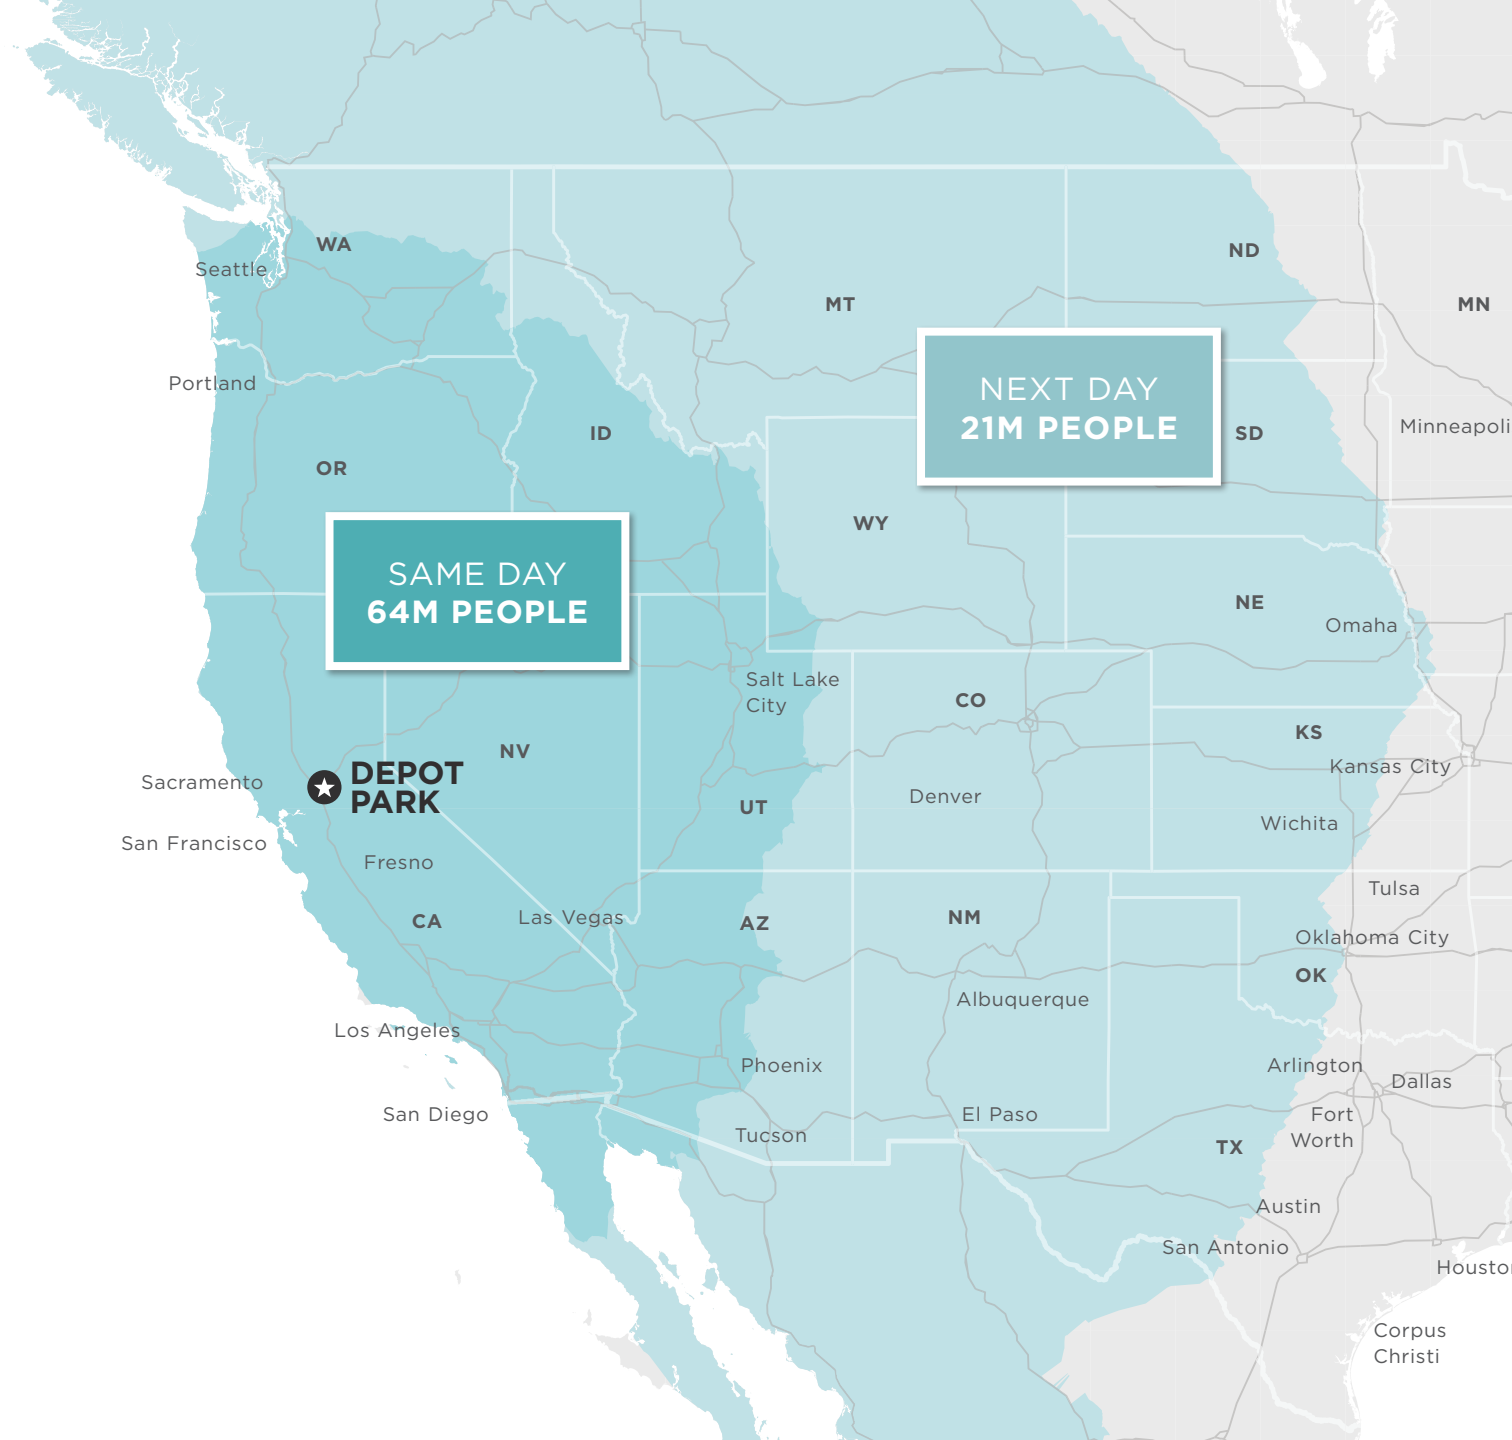 WA
ND
Seattle
MT
MN
Portland
NEXT DAY
21M PEOPLE
Minneapoli
ID
SD
OR
WY
SAME DAY
64M PEOPLE
NE
Omaha
Salt Lake
City
CO
KS
NV
Kansas City
DEPOT
PARK
Sacramento
Denver
UT
Wichita
San Francisco
Fresno
Tulsa
Las Vegas
CA
AZ
NM
Oklahoma City
OK
Albuquerque
Los Angeles
Phoenix
Arlington
Dallas
San Diego
El Paso
Fort
Worth
Tucson
TX
Austin
San Antonio
Housto
Corpus
Christi